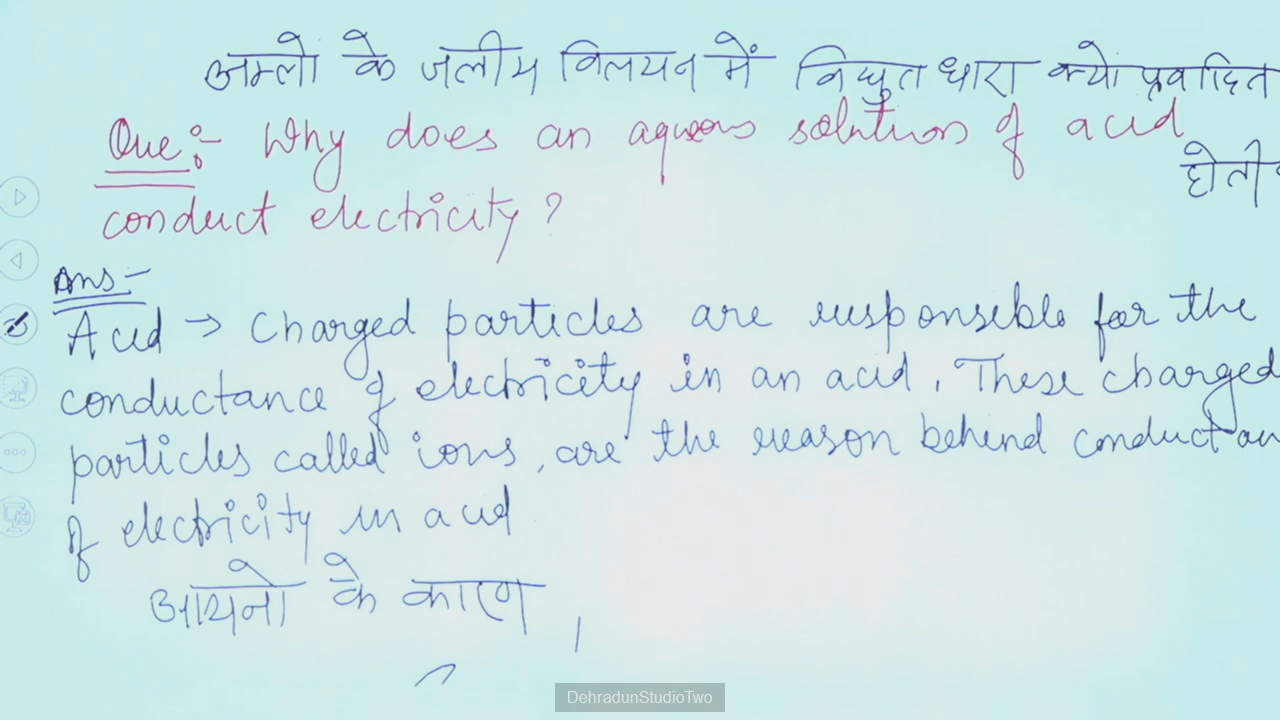 अम्लो के जलीय विलयन में विधुत धारा क्यो प्रवाहित
Que:- Why does an aqueous solution of acid
होती
conduct electricity?
Ans-
Acid → Charged particles are responsible for the
conductance of electricity in an acid. These charged
particles called ions, are the reason behind conductan
of electricity in acid
आयनो के कारण
DehradunStudioTwo